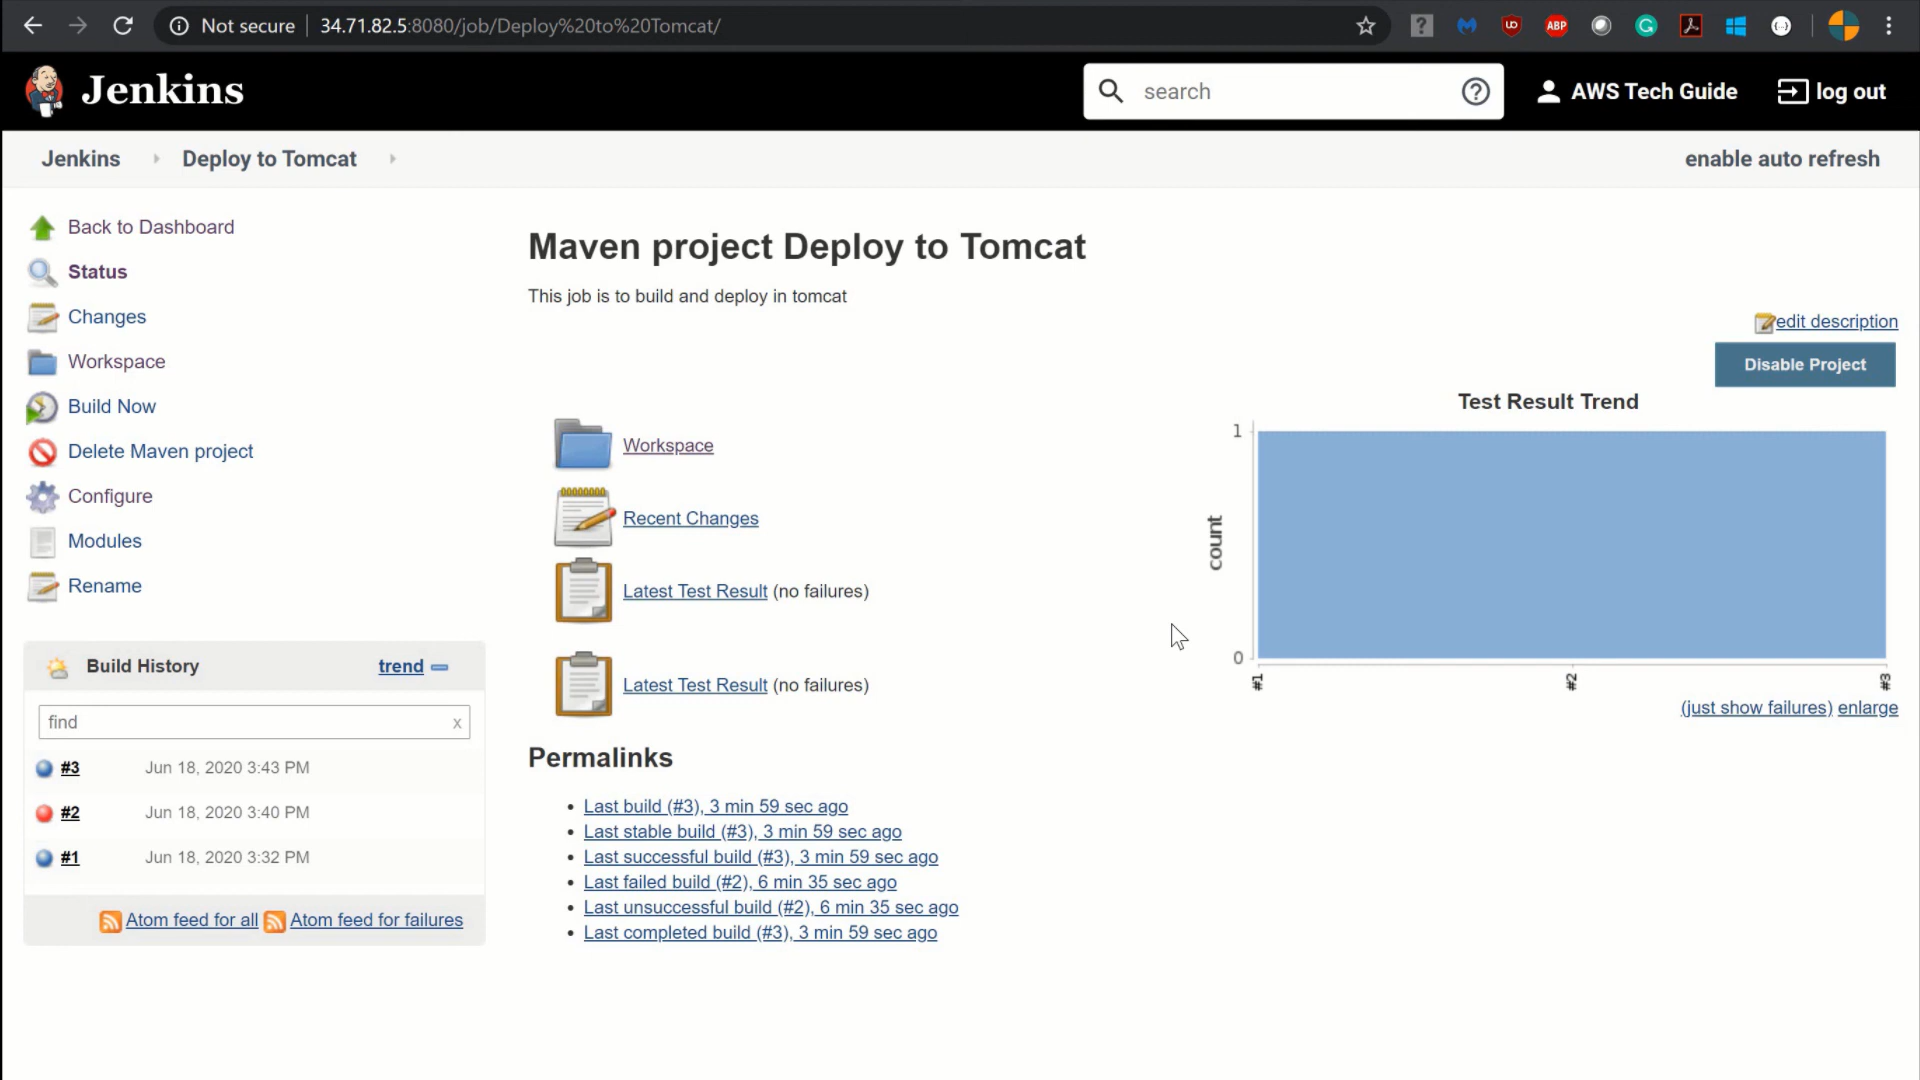 Not secure 34.71.82.5:8080/job/Deploy%20to%20Tomcat/
Jenkins
search
AWS Tech Guide
log out
Jenkins
Deploy to Tomcat
enable auto refresh
Back to Dashboard
Status
Changes
Workspace
Build Now
Delete Maven project
Configure
Modules
Rename
Build History
trend
find
x
#3 Jun 18, 2020 3:43 PM
#2 Jun 18, 2020 3:40 PM
#1 Jun 18, 2020 3:32 PM
Atom feed for all
Atom feed for failures
Maven project Deploy to Tomcat
This job is to build and deploy in tomcat
edit description
Disable Project
Workspace
Recent Changes
Latest Test Result (no failures)
Latest Test Result (no failures)
Test Result Trend
1
count
0
#1
#2
#3
(just show failures) enlarge
Permalinks
• Last build (#3), 3 min 59 sec ago
• Last stable build (#3), 3 min 59 sec ago
• Last successful build (#3), 3 min 59 sec ago
• Last failed build (#2), 6 min 35 sec ago
• Last unsuccessful build (#2), 6 min 35 sec ago
• Last completed build (#3), 3 min 59 sec ago